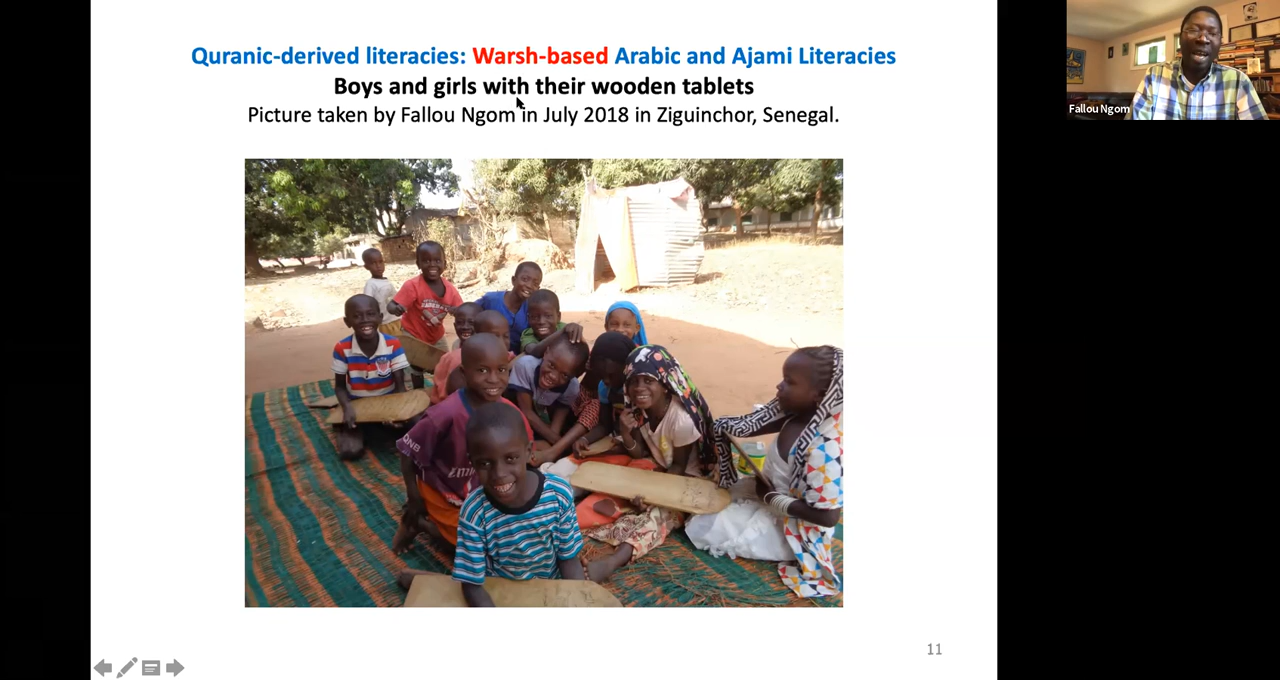 Quranic-derived literacies: Warsh-based Arabic and Ajami Literacies
Boys and girls with their wooden tablets
Picture taken by Fallou Ngom in July 2018 in Ziguinchor, Senegal.
Fallou Ngom
QNB
11